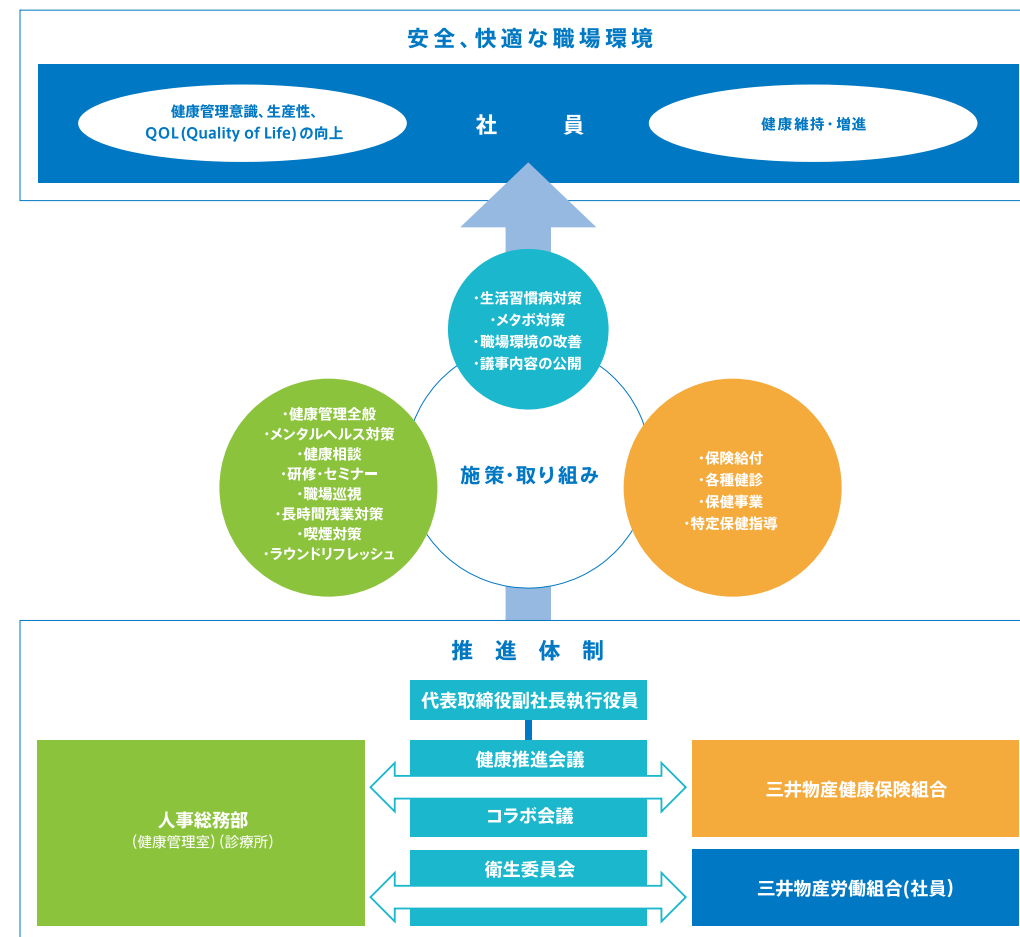 安全、快適な職場環境
健康管理意識、生産性、
QOL(Quality of Life)の向上
社員
健康維持・増進
・生活習慣病対策
・メタボ対策
・職場環境の改善
・議事内容の公開
・健康管理全般
・メンタルヘルス対策
・健康相談
・研修・セミナー
・職場巡視
・長時間残業対策
・喫煙対策
・ラウンドリフレッシュ
施策・取り組み
・保険給付
・各種健診
・保健事業
・特定保健指導
推進体制
代表取締役副社長執行役員
健康推進会議
コラボ会議
衛生委員会
人事総務部
(健康管理室)(診療所)
三井物産健康保険組合
三井物産労働組合(社員)